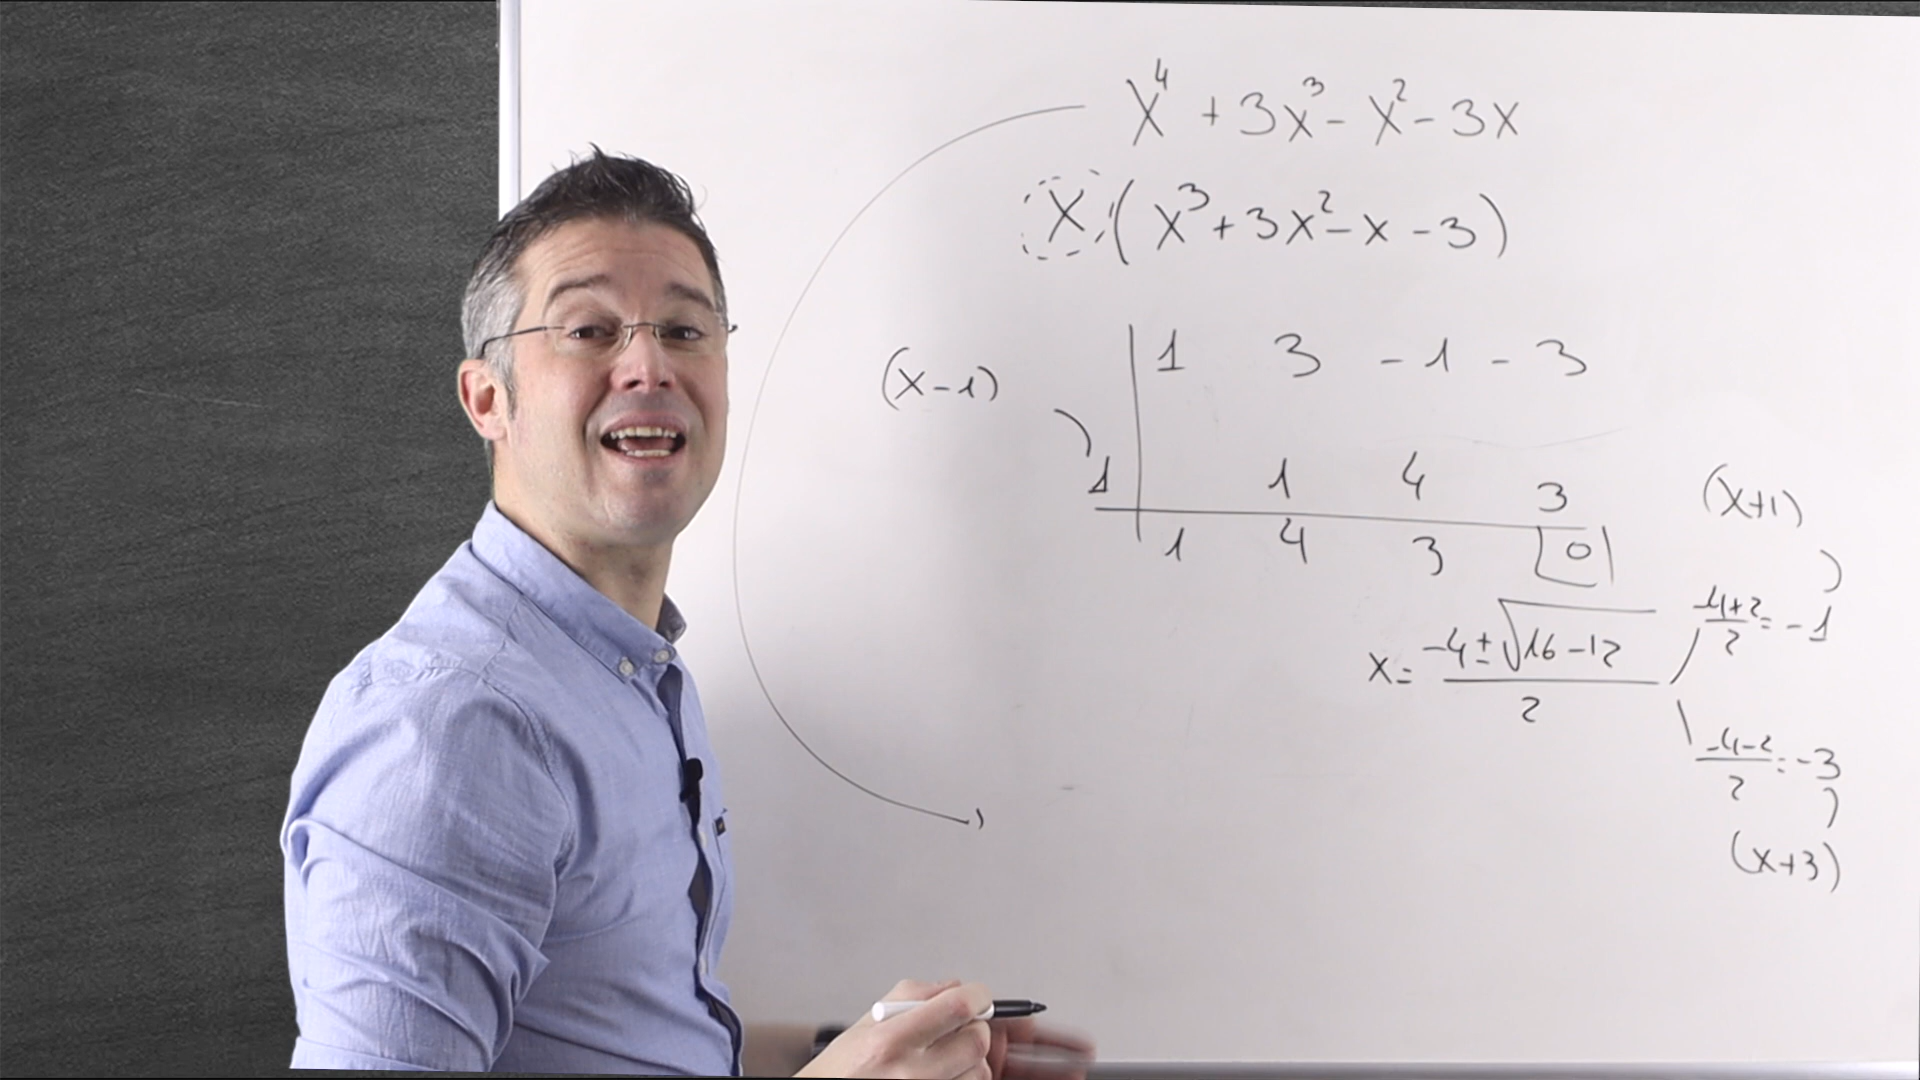 x⁴ + 3x³ - x² - 3x
x (x³ + 3x² - x - 3)
(x-1)
1 3 -1 -3
1 1 4 3
1 4 3 0
(x+1)
x = (-4 ± √(16-12)) / 2
(-4+2)/2 = -1
(-4-2)/2 = -3
(x+3)